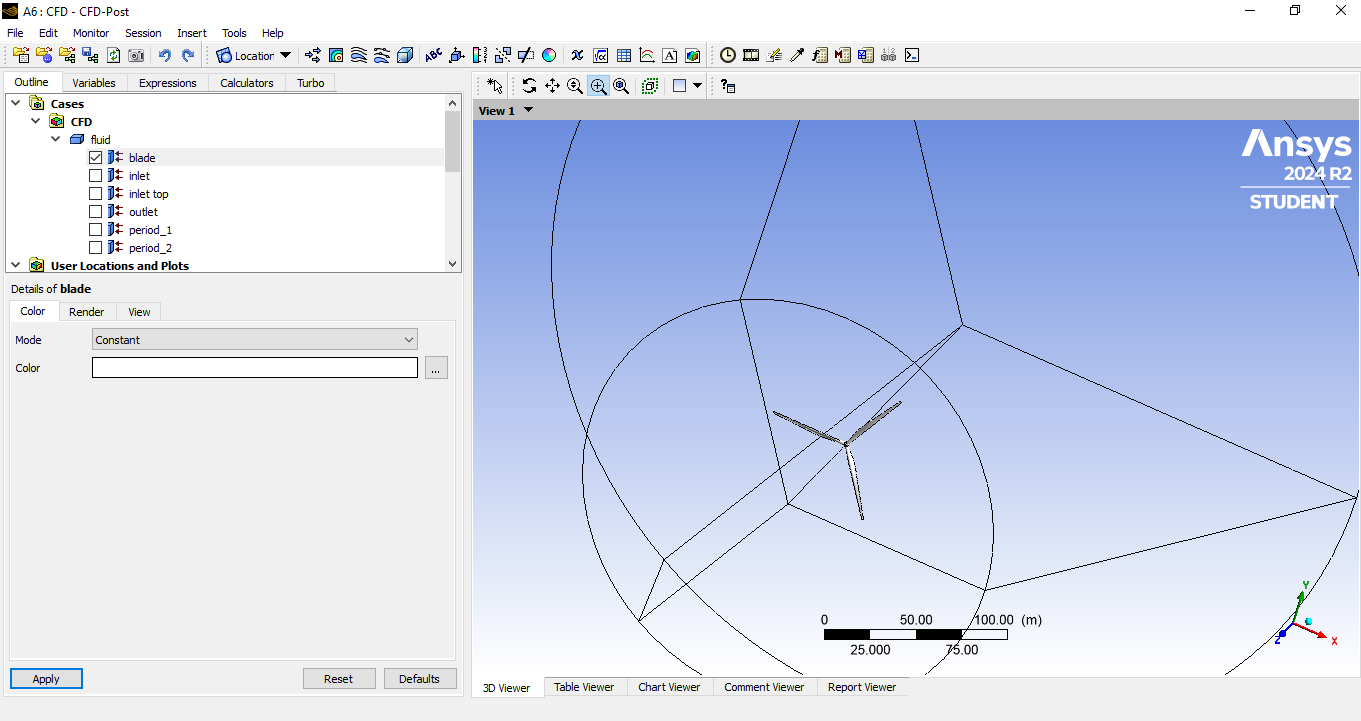 A6 : CFD - CFD-Post
File Edit Monitor Session Insert Tools Help
Location
Outline Variables Expressions Calculators Turbo
Cases
CFD
fluid
blade
inlet
inlet top
outlet
period_1
period_2
User Locations and Plots
Details of blade
Color Render View
Mode Constant
Color ...
Apply Reset Defaults
View 1
Ansys
2024 R2
STUDENT
0 50.00 100.00 (m)
25.000 75.00
Y
X
Z
3D Viewer Table Viewer Chart Viewer Comment Viewer Report Viewer